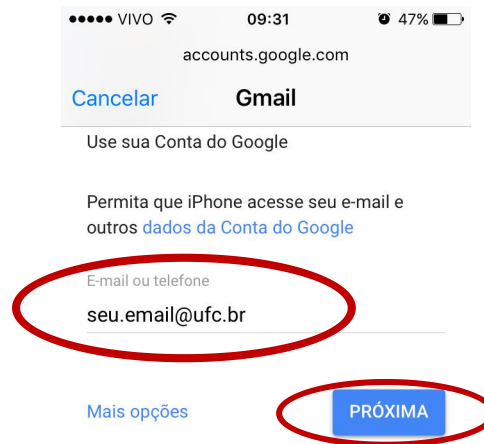 VIVO 09:31 47%
accounts.google.com
Cancelar Gmail
Use sua Conta do Google
Permita que iPhone acesse seu e-mail e
outros dados da Conta do Google
E-mail ou telefone
seu.email@ufc.br
Mais opções PRÓXIMA